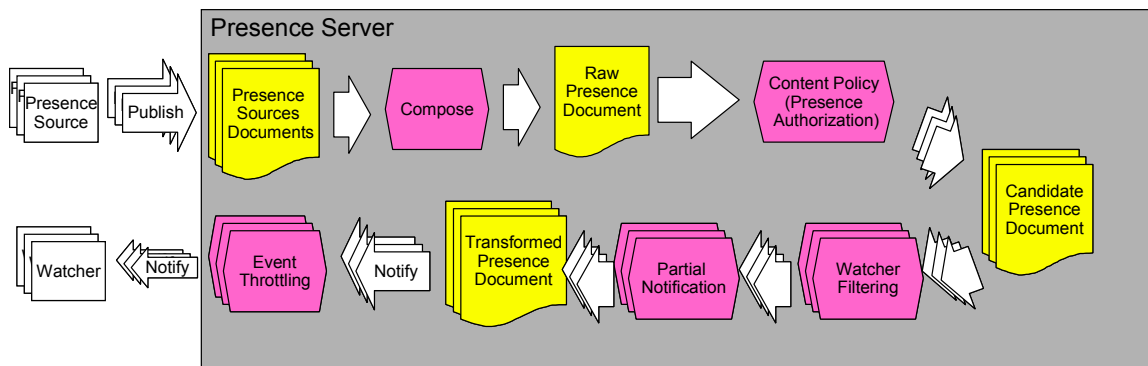 Presence Server
Presence
Source
Publish
Presence
Sources
Documents
Compose
Raw
Presence
Document
Content Policy
(Presence
Authorization)
Candidate
Presence
Document
Watcher
Filtering
Partial
Notification
Transformed
Presence
Document
Notify
Event
Throttling
Notify
Watcher